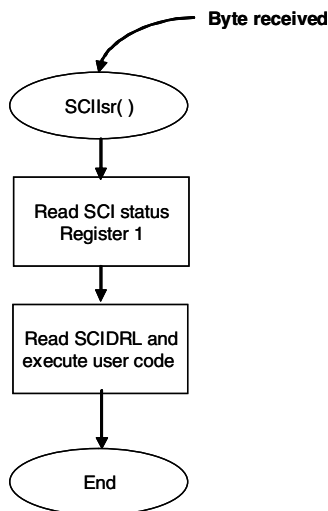 Byte received
SCIIsr( )
Read SCI status
Register 1
Read SCIDRL and
execute user code
End